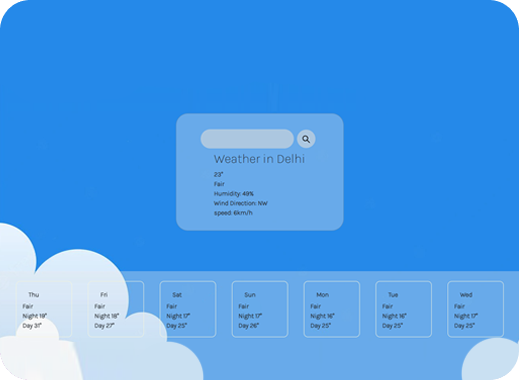 Weather in Delhi
23°
Fair
Humidity: 49%
Wind Direction: NW
speed: 6km/h
Thu
Fair
Night 19°
Day 31°
Fri
Fair
Night 18°
Day 27°
Sat
Fair
Night 17°
Day 25°
Sun
Fair
Night 17°
Day 26°
Mon
Fair
Night 16°
Day 25°
Tue
Fair
Night 16°
Day 25°
Wed
Fair
Night 17°
Day 25°